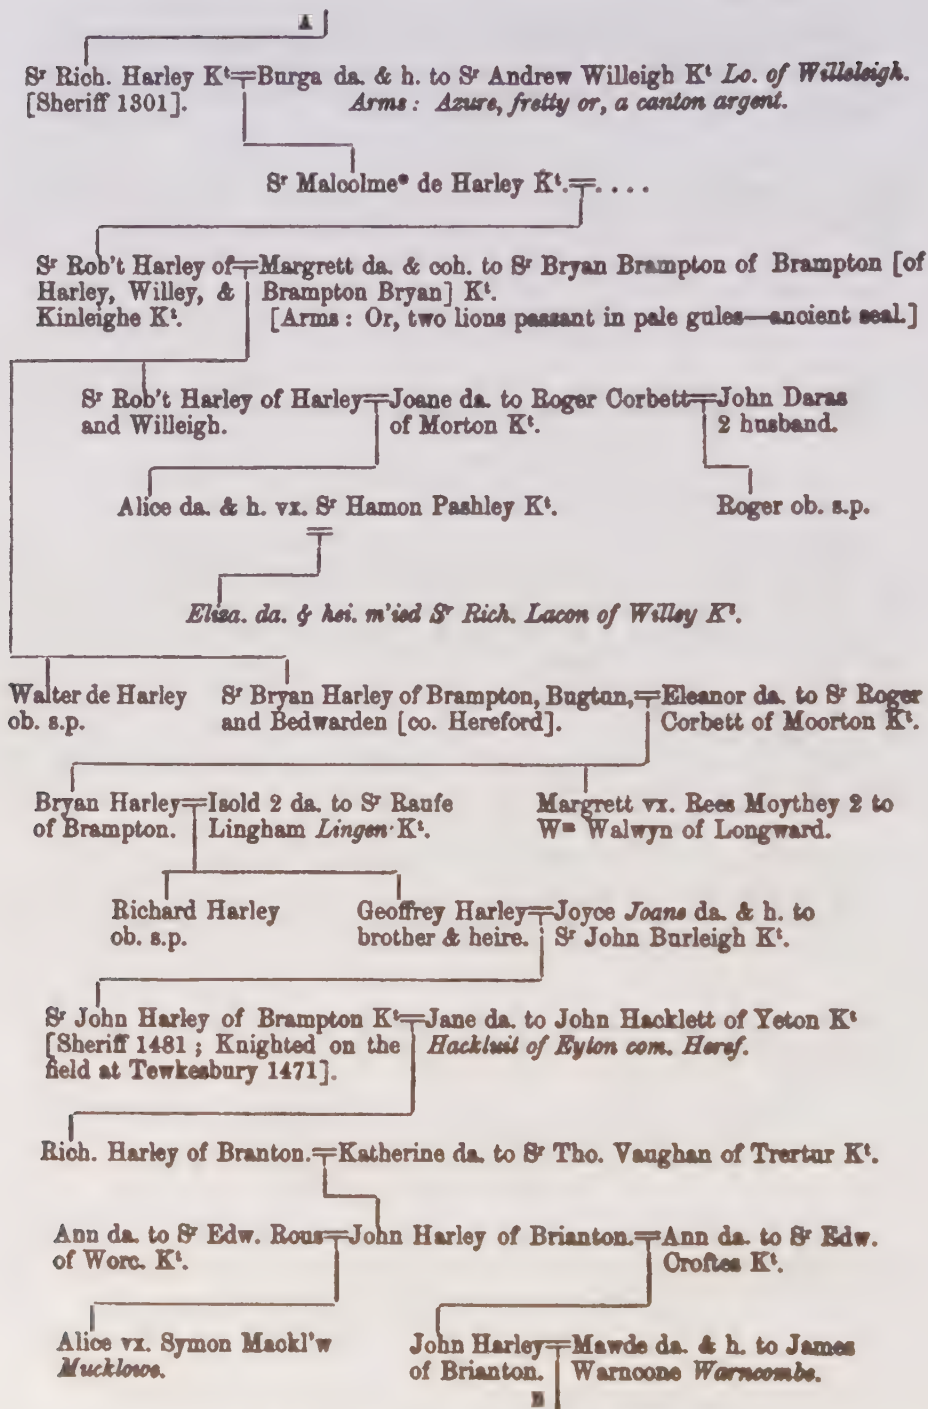 A
Sr Rich. Harley Kt=Burga da. & h. to Sr Andrew Willeigh Kt Lo. of Willeleigh.
[Sheriff 1301]. Arms: Azure, fretty or, a canton argent.
Sr Malcolme* de Harley Kt.=. . . .
Sr Rob't Harley of=Margrett da. & coh. to Sr Bryan Brampton of Brampton [of
Harley, Willey, & Brampton Bryan] Kt.
Kinleighe Kt. [Arms: Or, two lions passant in pale gules—ancient seal.]
Sr Rob't Harley of Harley=Joane da. to Roger Corbett=John Daras
and Willeigh. of Morton Kt. 2 husband.
Alice da. & h. vx. Sr Hamon Pashley Kt. Roger ob. s.p.
=
Eliza. da. & hei. m'ied Sr Rich. Lacon of Willey Kt.
Walter de Harley Sr Bryan Harley of Brampton, Bugtun,=Eleanor da. to Sr Roger
ob. s.p. and Bedwarden [co. Hereford]. Corbett of Moorton Kt.
Bryan Harley=Isold 2 da. to Sr Raufe Margrett vx. Rees Moythey 2 to
of Brampton. Lingham Lingen Kt. Wm Walwyn of Longward.
Richard Harley Geoffrey Harley=Joyce Joane da. & h. to
ob. s.p. brother & heire. Sr John Burleigh Kt.
Sr John Harley of Brampton Kt=Jane da. to John Hacklett of Yeton Kt
[Sheriff 1481; Knighted on the Hackluit of Eyton com. Heref.
field at Tewkesbury 1471].
Rich. Harley of Branton.=Katherine da. to Sr Tho. Vaughan of Trertur Kt.
Ann da. to Sr Edw. Rous=John Harley of Brianton.=Ann da. to Sr Edw.
of Worc. Kt. Croftes Kt.
Alice vx. Symon Mackl'w John Harley=Mawde da. & h. to James
Mucklowe. of Brianton. Warncone Warncombe.
B